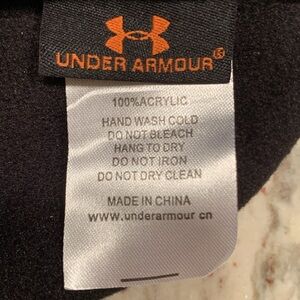 UNDER ARMOUR®
100%ACRYLIC
HAND WASH COLD
DO NOT BLEACH
HANG TO DRY
DO NOT IRON
DO NOT DRY CLEAN
MADE IN CHINA
www.underarmour cn